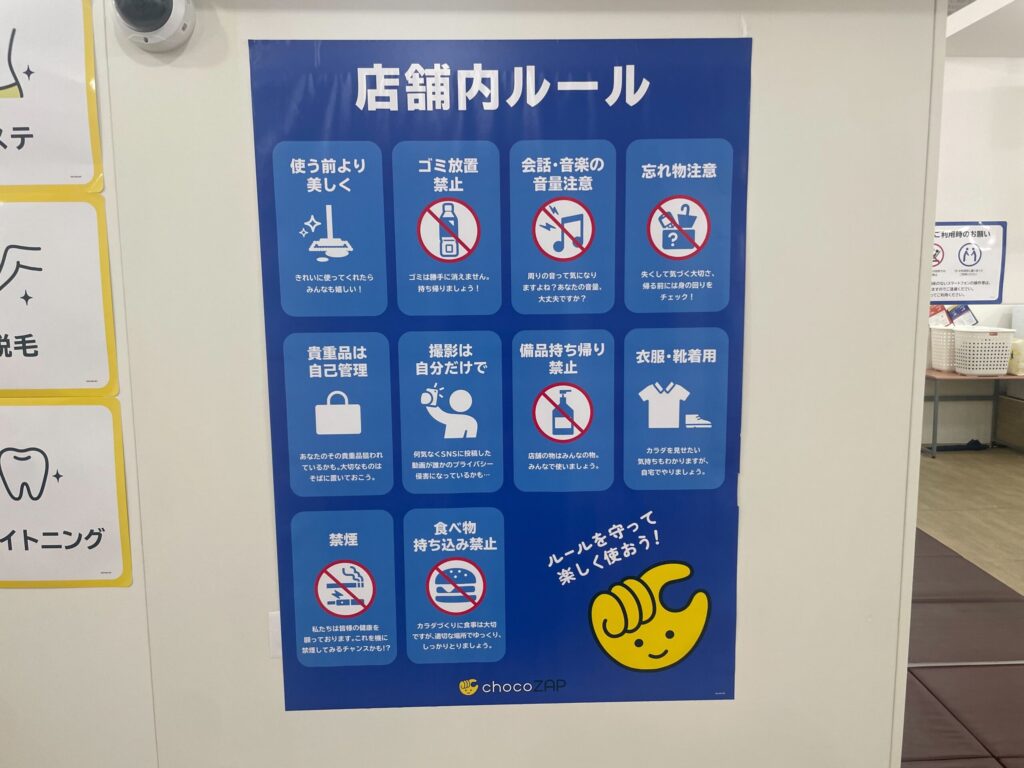 店舗内ルール
使う前より
美しく
きれいに使ってくれたら
みんなも嬉しい！
ゴミ放置
禁止
ゴミは勝手に消えません。
持ち帰りましょう！
会話・音楽の
音量注意
周りの音って気になり
ますよね？あなたの音量、
大丈夫ですか？
忘れ物注意
?
失くして気づく大切さ、
帰る前には身の回りを
チェック！
貴重品は
自己管理
あなたのその貴重品狙われ
ているかも。大切なものは
そばに置いておこう。
撮影は
自分だけで
何気なくSNSに投稿した
動画が誰かのプライバシー
侵害になっているかも…
備品持ち帰り
禁止
店舗の物はみんなの物。
みんなで使いましょう。
衣服・靴着用
カラダを見せたい
気持ちもわかりますが、
自宅でやりましょう。
禁煙
私たちは皆様の健康を
願っております。これを機に
禁煙してみるチャンスかも!?
食べ物
持ち込み禁止
カラダづくりに食事は大切
ですが、適切な場所でゆっくり、
しっかりとりましょう。
ルールを守って
楽しく使おう！
chocoZAP
ステ
脱毛
イトニング
ご利用時のお願い